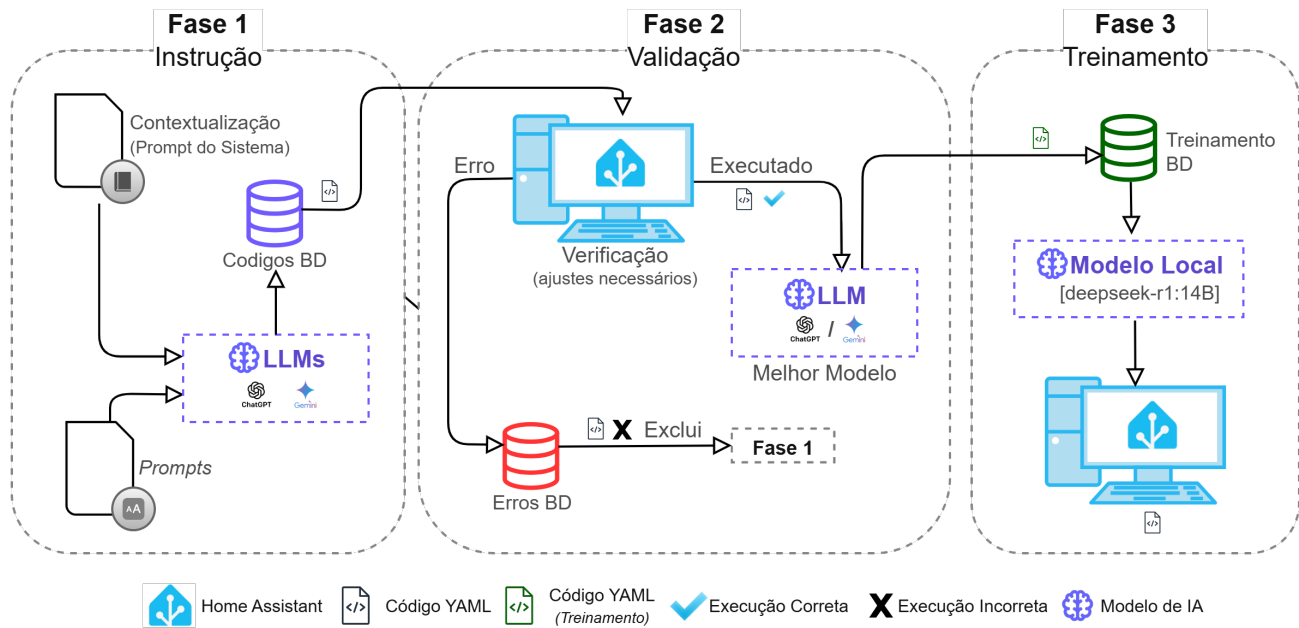 Fase 1
Instrução
Contextualização
(Prompt do Sistema)
Codigos BD
LLMs
ChatGPT
Gemini
Prompts
AA
Fase 2
Validação
Erro
Executado
Verificação
(ajustes necessários)
LLM
ChatGPT / Gemini
Melhor Modelo
X Exclui
Fase 1
Erros BD
Fase 3
Treinamento
Treinamento
BD
Modelo Local
[deepseek-r1:14B]
Home Assistant
Código YAML
Código YAML
(Treinamento)
Execução Correta
X Execução Incorreta
Modelo de IA